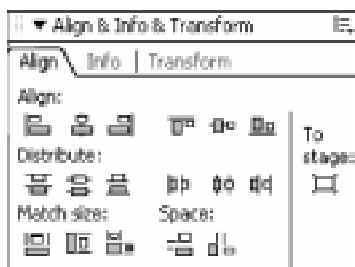 Align & Info & Transform
Align Info Transform
Align:
To stage:
Distribute:
Match size: Space: